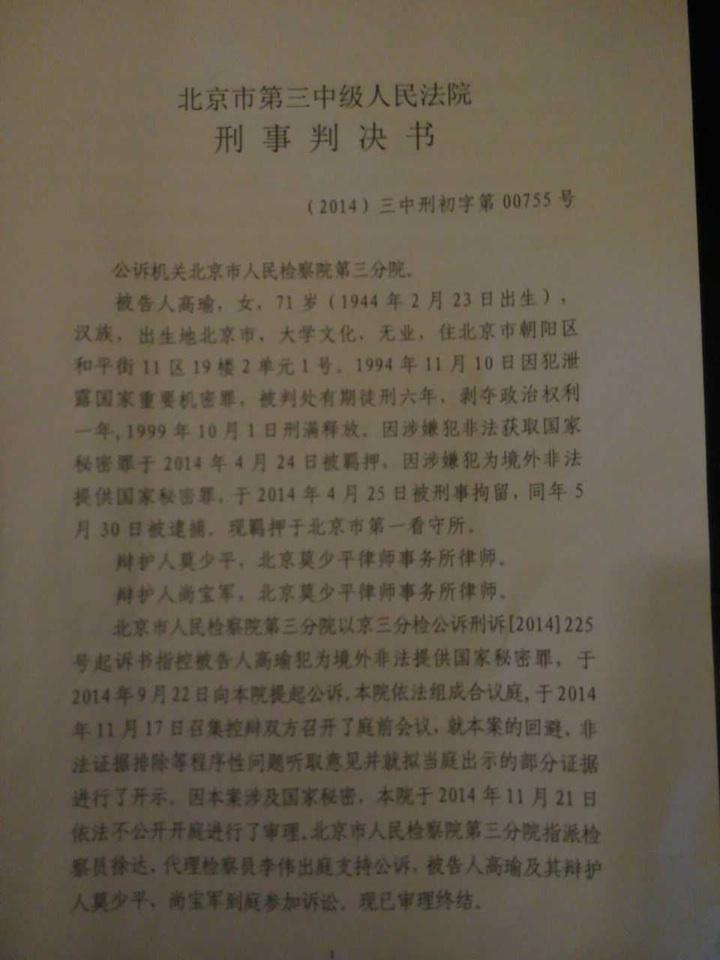 北京市第三中级人民法院
刑事判决书
（2014）三中刑初字第 00755 号
公诉机关北京市人民检察院第三分院。
被告人高瑜，女，71 岁（1944 年 2 月 23 日出生），
汉族，出生地北京市，大学文化，无业，住北京市朝阳区
和平街 11 区 19 楼 2 单元 1 号。1994 年 11 月 10 日因犯泄
露国家重要机密罪，被判处有期徒刑六年，剥夺政治权利
一年，1999 年 10 月 1 日刑满释放。因涉嫌犯非法获取国家
秘密罪于 2014 年 4 月 24 日被羁押，因涉嫌犯为境外非法
提供国家秘密罪，于 2014 年 4 月 25 日被刑事拘留，同年 5
月 30 日被逮捕。现羁押于北京市第一看守所。
辩护人莫少平，北京莫少平律师事务所律师。
辩护人尚宝军，北京莫少平律师事务所律师。
北京市人民检察院第三分院以京三分检公诉刑诉[2014]225
号起诉书指控被告人高瑜犯为境外非法提供国家秘密罪，于
2014 年 9 月 22 日向本院提起公诉。本院依法组成合议庭，于 2014
年 11 月 17 日召集控辩双方召开了庭前会议，就本案的回避、非
法证据排除等程序性问题听取意见并就拟当庭出示的部分证据
进行了开示。因本案涉及国家秘密，本院于 2014 年 11 月 21 日
依法不公开开庭进行了审理。北京市人民检察院第三分院指派检
察员徐达、代理检察员李伟出庭支持公诉，被告人高瑜及其辩护
人莫少平、尚宝军到庭参加诉讼。现已审理终结。
1